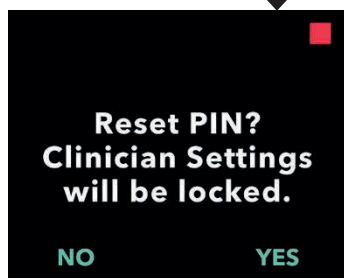 Reset PIN?
Clinician Settings
will be locked.
NO YES